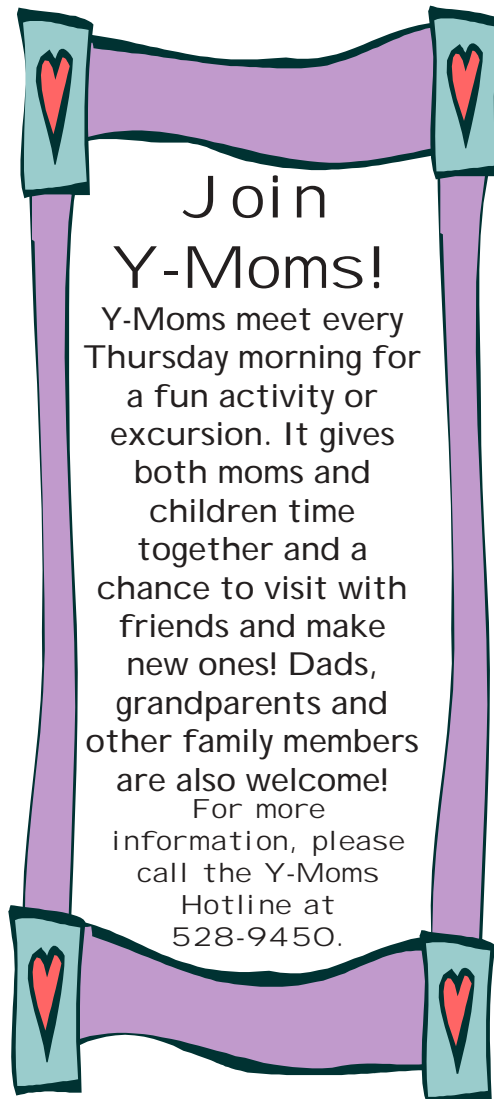 Join
Y-Moms!
Y-Moms meet every
Thursday morning for
a fun activity or
excursion. It gives
both moms and
children time
together and a
chance to visit with
friends and make
new ones! Dads,
grandparents and
other family members
are also welcome!
For more
information, please
call the Y-Moms
Hotline at
528-9450.